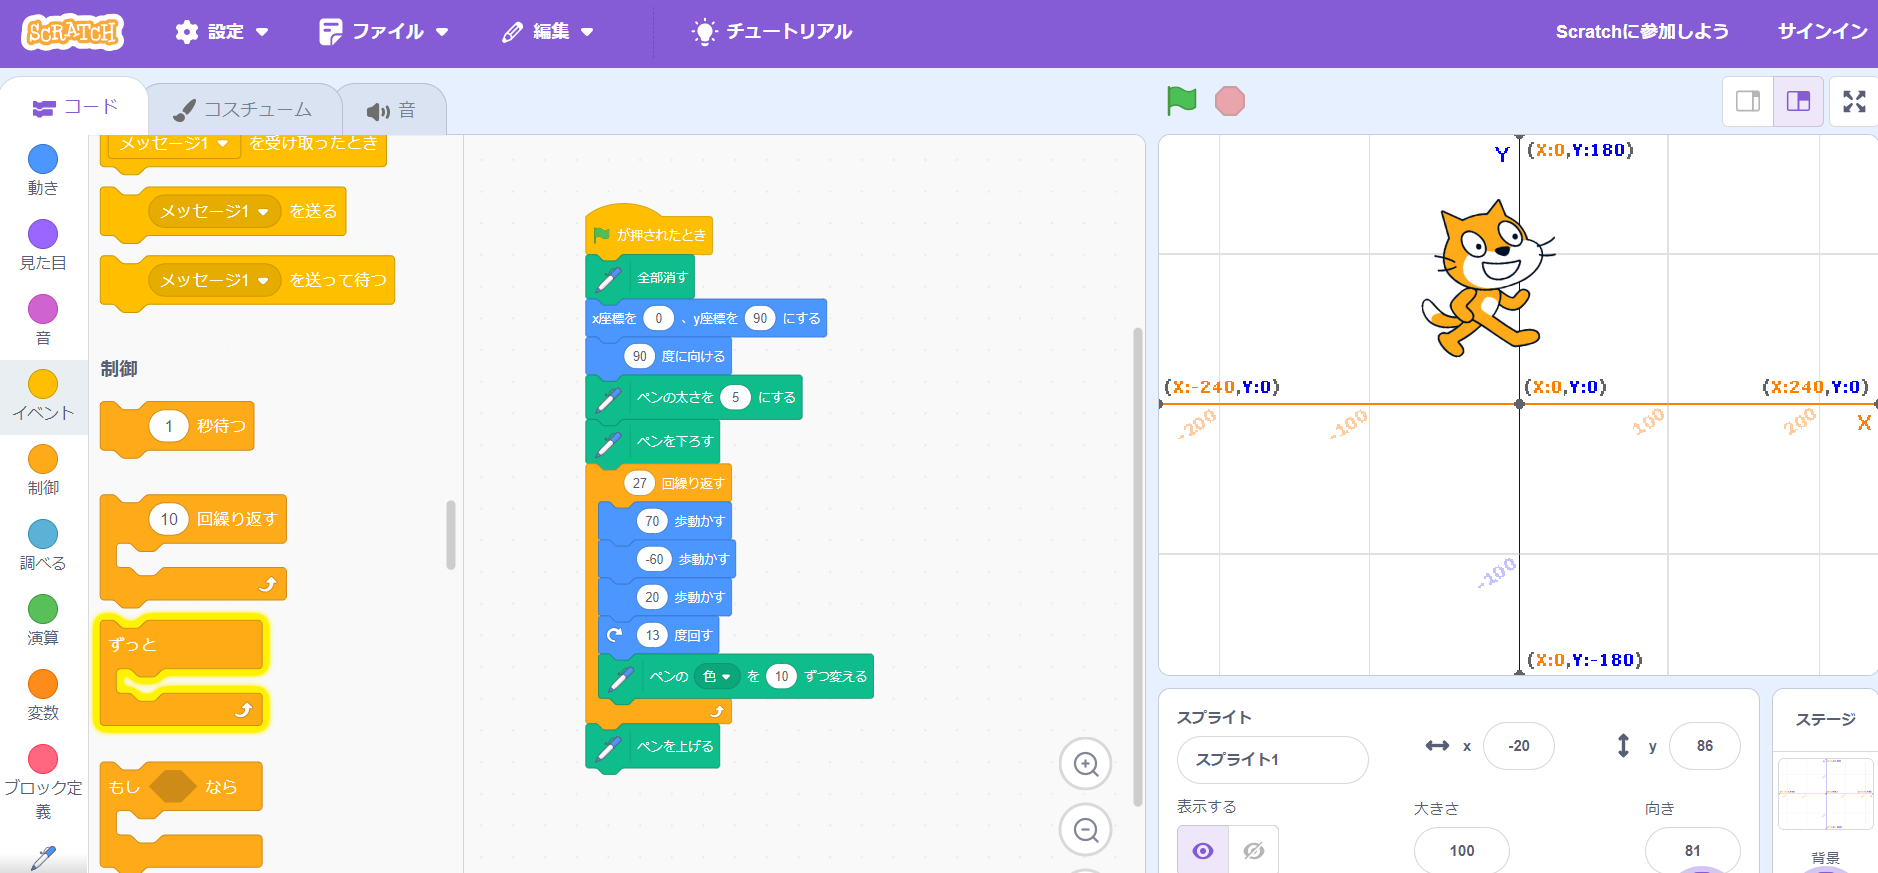 SCRATCH 設定 ファイル 編集 チュートリアル Scratchに参加しよう サインイン
コード コスチューム 音
動き
見た目
音
イベント
制御
調べる
演算
変数
ブロック定
義
メッセージ1 を受け取ったとき
メッセージ1 を送る
メッセージ1 を送って待つ
制御
1 秒待つ
10 回繰り返す
ずっと
もし なら
が押されたとき
全部消す
x座標を 0 、y座標を 90 にする
90 度に向ける
ペンの太さを 5 にする
ペンを下ろす
27 回繰り返す
70 歩動かす
-60 歩動かす
20 歩動かす
13 度回す
ペンの 色 を 10 ずつ変える
ペンを上げる
Y (X:0,Y:180)
(X:-240,Y:0) (X:0,Y:0) (X:240,Y:0)
-200 -100 100 200 X
-100
(X:0,Y:-180)
スプライト
スプライト1 x -20 y 86
表示する 大きさ 向き
100 81
ステージ
背景